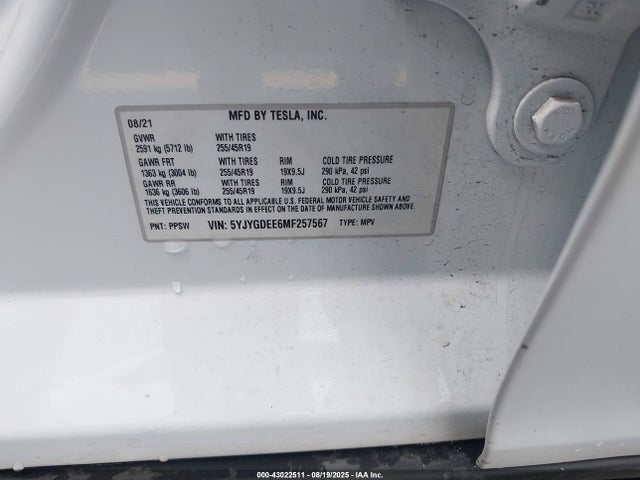 MFD BY TESLA, INC.
08/21
GVWR WITH TIRES
2591 kg (5712 lb) 255/45R19
GAWR FRT WITH TIRES RIM COLD TIRE PRESSURE
1363 kg (3004 lb) 255/45R19 19X9.5J 290 kPa, 42 psi
GAWR RR WITH TIRES RIM COLD TIRE PRESSURE
1636 kg (3606 lb) 255/45R19 19X9.5J 290 kPa, 42 psi
THIS VEHICLE CONFORMS TO ALL APPLICABLE U.S. FEDERAL MOTOR VEHICLE SAFETY AND
THEFT PREVENTION STANDARDS IN EFFECT ON THE DATE OF MANUFACTURE SHOWN ABOVE.
PNT: PPSW VIN: 5YJYGDEE6MF257567 TYPE: MPV
000-43022511 - 08/19/2025 - IAA Inc.